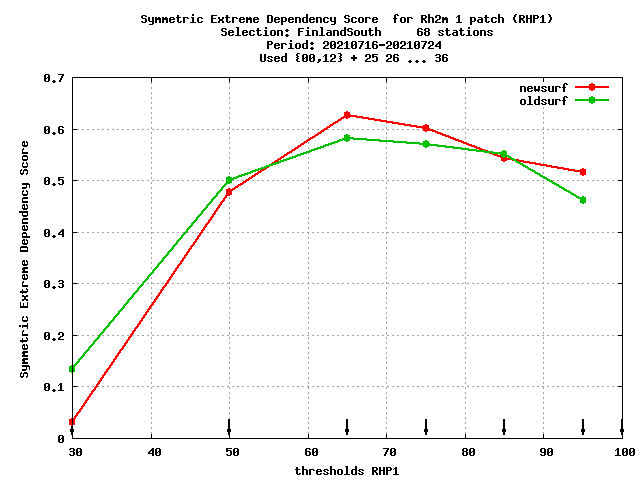 Symmetric Extreme Dependency Score  for Rh2m 1 patch (RHP1)
Selection: FinlandSouth     68 stations
Period: 20210716-20210724
Used {00,12} + 25 26 ... 36
newsurf
oldsurf
Symmetric Extreme Dependency Score
0.7
0.6
0.5
0.4
0.3
0.2
0.1
0
30 40 50 60 70 80 90 100
thresholds RHP1